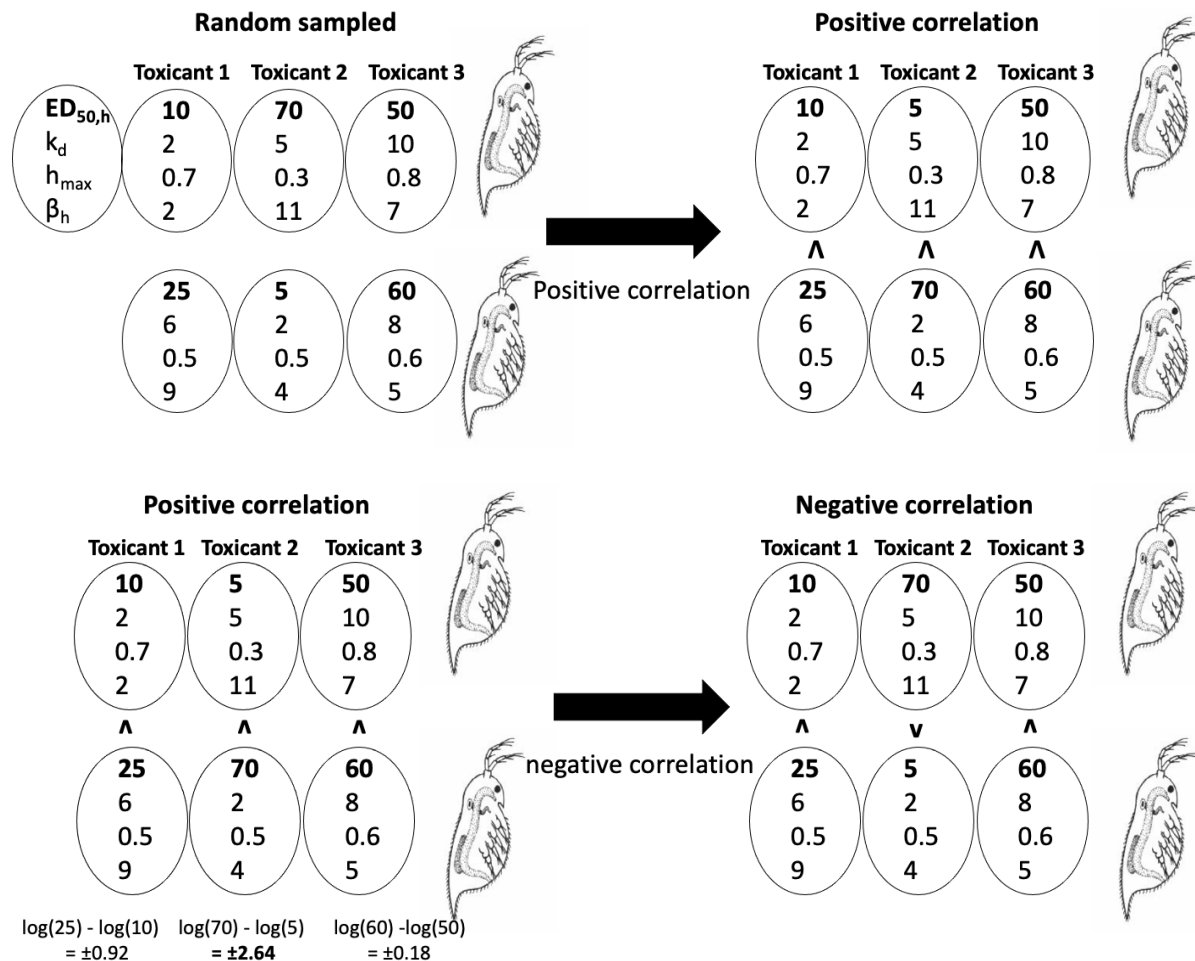 Random sampled
Toxicant 1 Toxicant 2 Toxicant 3
ED50,h 10 70 50
kd 2 5 10
hmax 0.7 0.3 0.8
βh 2 11 7
25 5 60
6 2 8
0.5 0.5 0.6
9 4 5
Positive correlation
Positive correlation
Toxicant 1 Toxicant 2 Toxicant 3
10 5 50
2 5 10
0.7 0.3 0.8
2 11 7
ʌ ʌ ʌ
25 70 60
6 2 8
0.5 0.5 0.6
9 4 5
Positive correlation
Toxicant 1 Toxicant 2 Toxicant 3
10 5 50
2 5 10
0.7 0.3 0.8
2 11 7
ʌ ʌ ʌ
25 70 60
6 2 8
0.5 0.5 0.6
9 4 5
log(25) - log(10) log(70) - log(5) log(60) -log(50)
= ±0.92 = ±2.64 = ±0.18
negative correlation
Negative correlation
Toxicant 1 Toxicant 2 Toxicant 3
10 70 50
2 5 10
0.7 0.3 0.8
2 11 7
ʌ v ʌ
25 5 60
6 2 8
0.5 0.5 0.6
9 4 5